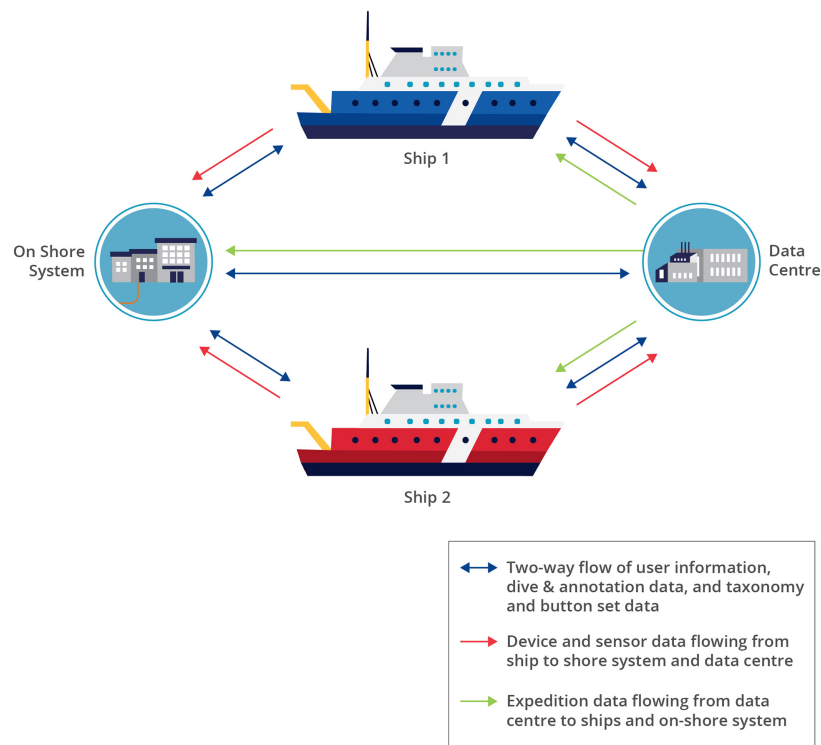 Ship 1
On Shore
System
Data
Centre
Ship 2
Two-way flow of user information,
dive & annotation data, and taxonomy
and button set data
Device and sensor data flowing from
ship to shore system and data centre
Expedition data flowing from data
centre to ships and on-shore system